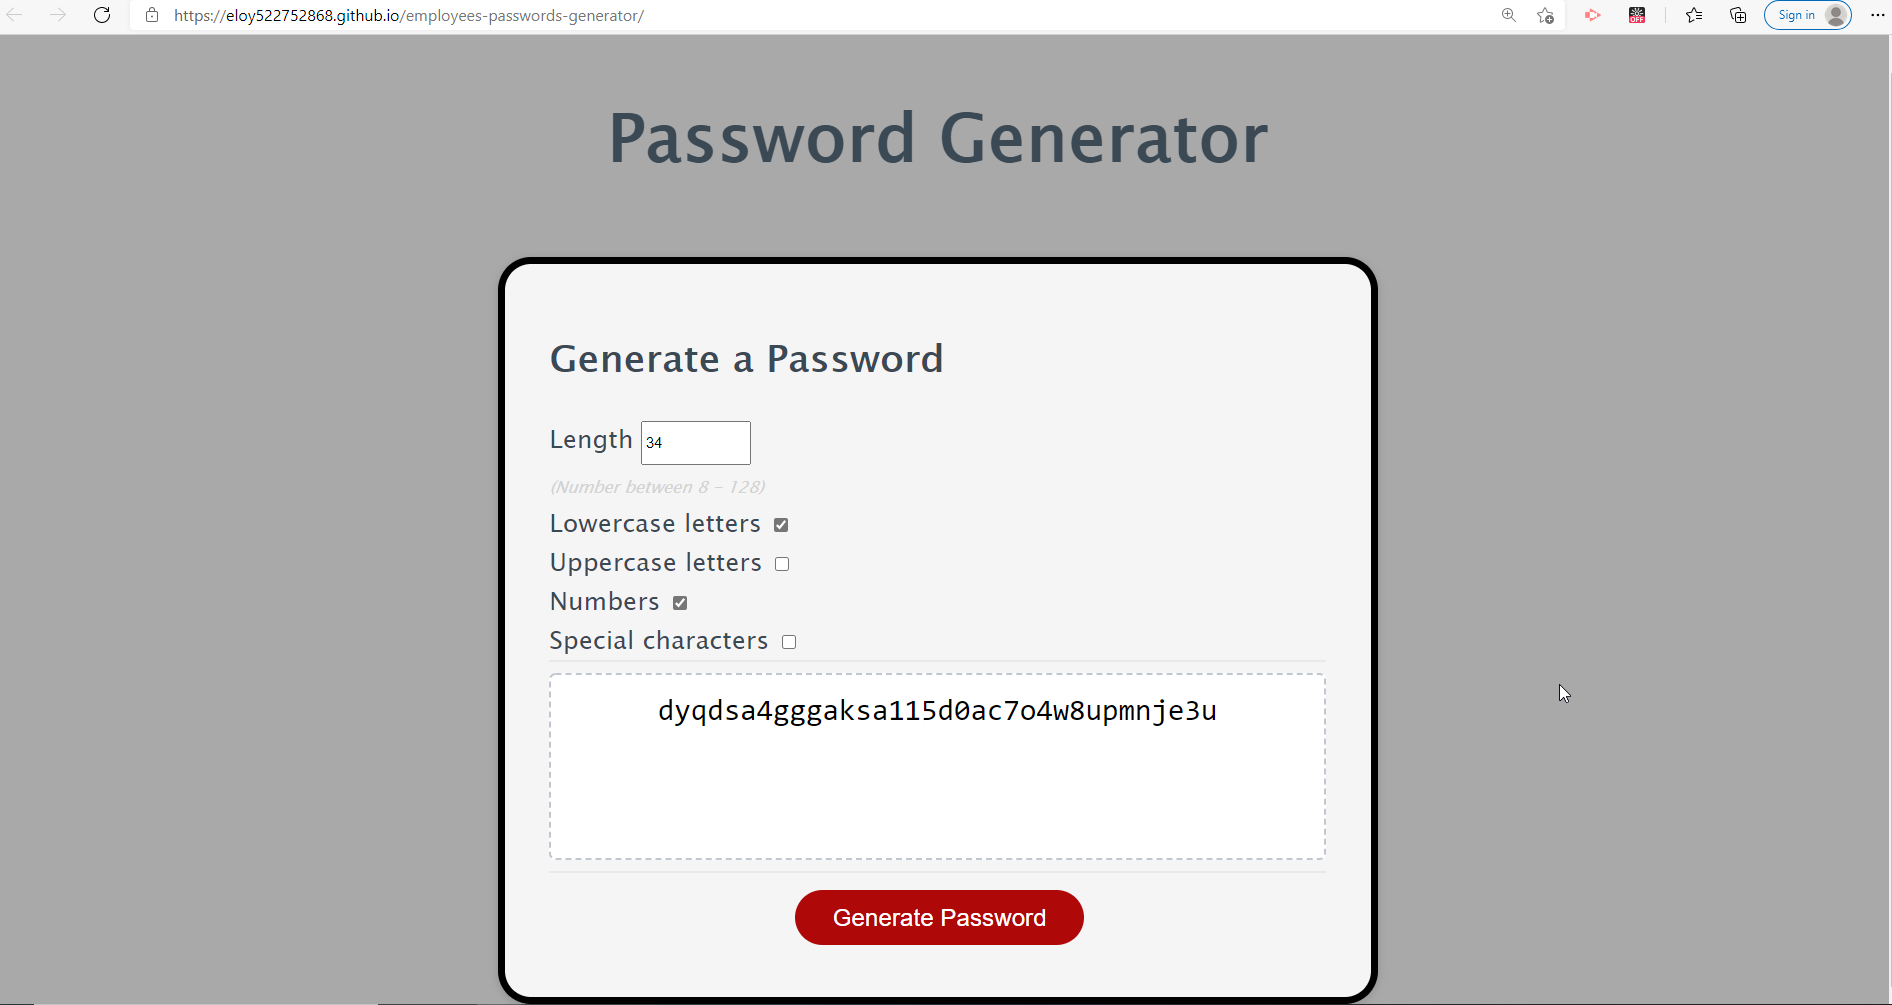 https://eloy522752868.github.io/employees-passwords-generator/
OFF
Sign in
Password Generator
Generate a Password
Length 34
(Number between 8 – 128)
Lowercase letters
Uppercase letters
Numbers
Special characters
dyqdsa4gggaksa115d0ac7o4w8upmnje3u
Generate Password